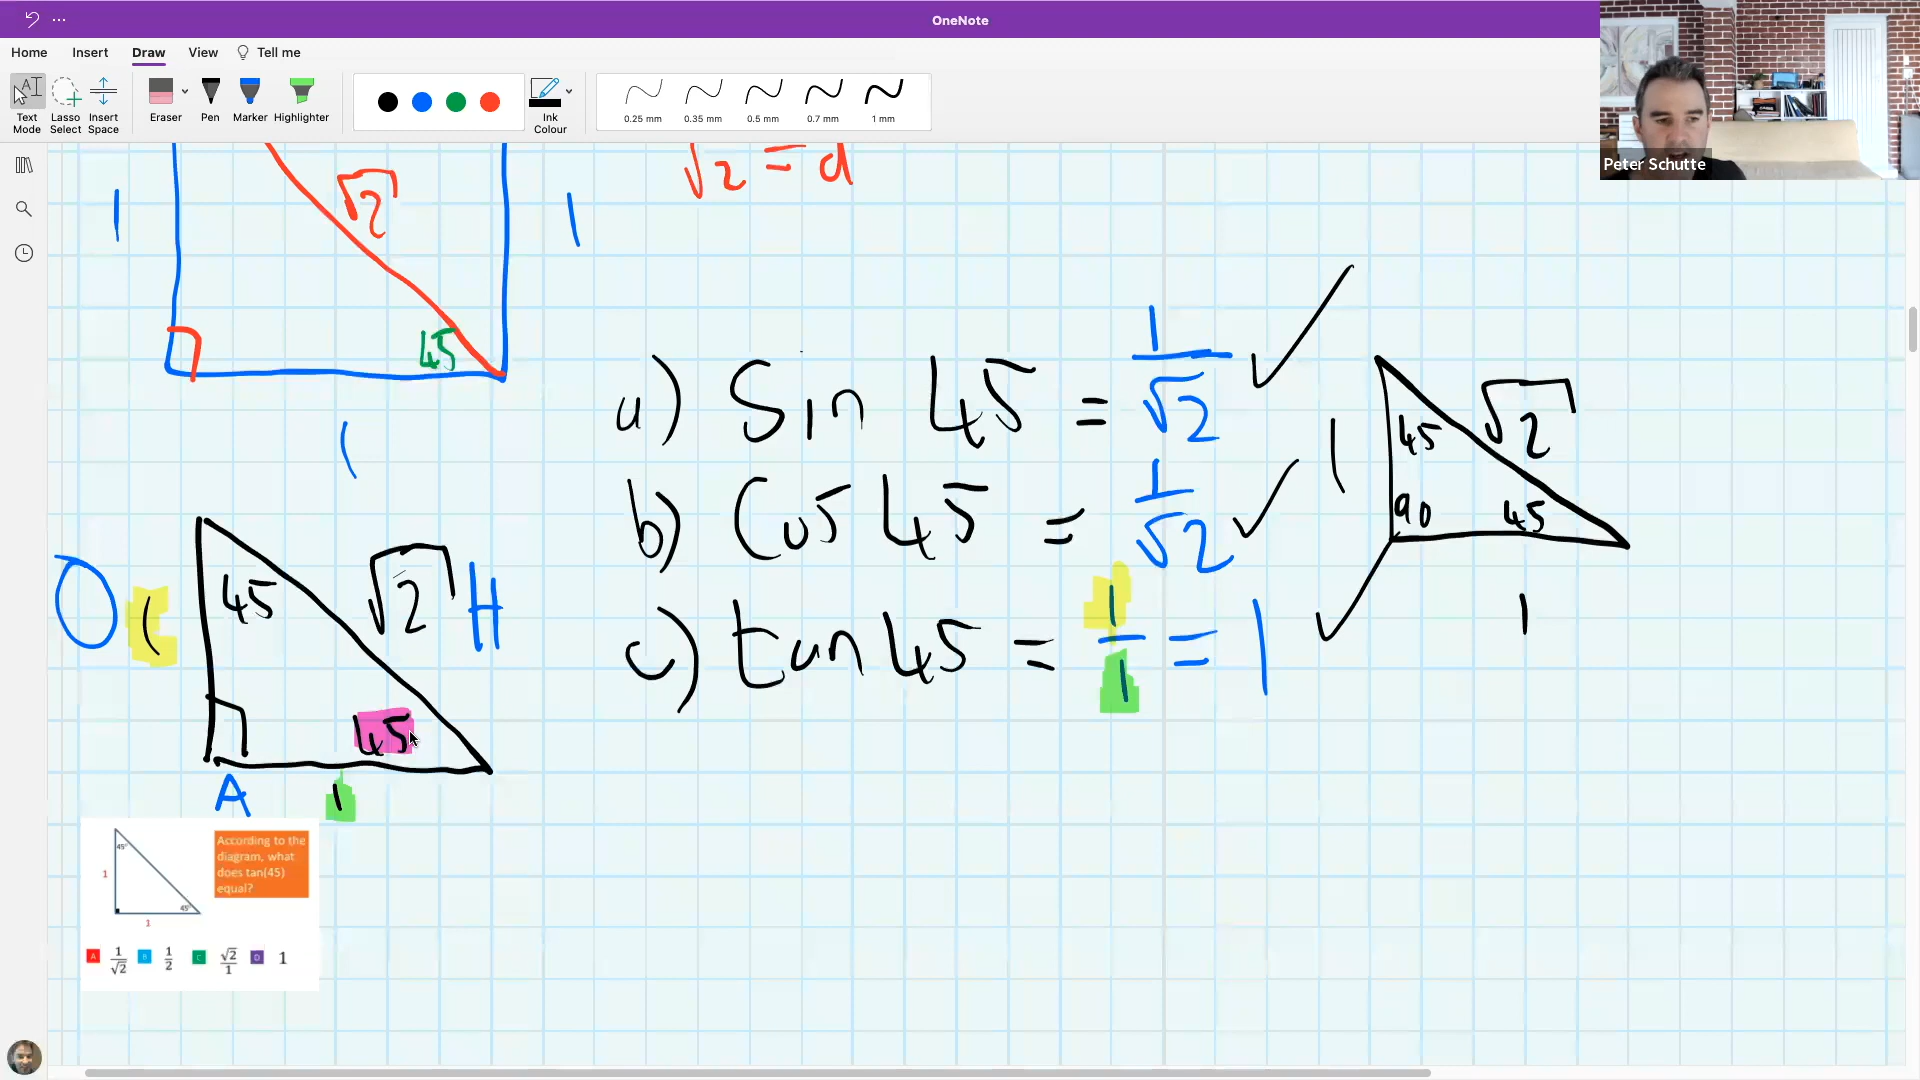 OneNote
Home Insert Draw View Tell me
Text Mode
Lasso Select
Insert Space
Eraser
Pen
Marker
Highlighter
Ink Colour
0.25 mm 0.35 mm 0.5 mm 0.7 mm 1 mm
Peter Schutte
√2 = d
√2
1
1
45
1
a) Sin 45 = 1/√2
b) Cos 45 = 1/√2
c) tan 45 = 1/1 = 1
45
√2
1
90
45
1
O
1
45
√2
H
45
A
1
According to the
diagram, what
does tan(45)
equal?
45°
1
45°
1
A 1/√2 B 1/2 C √2/1 D 1